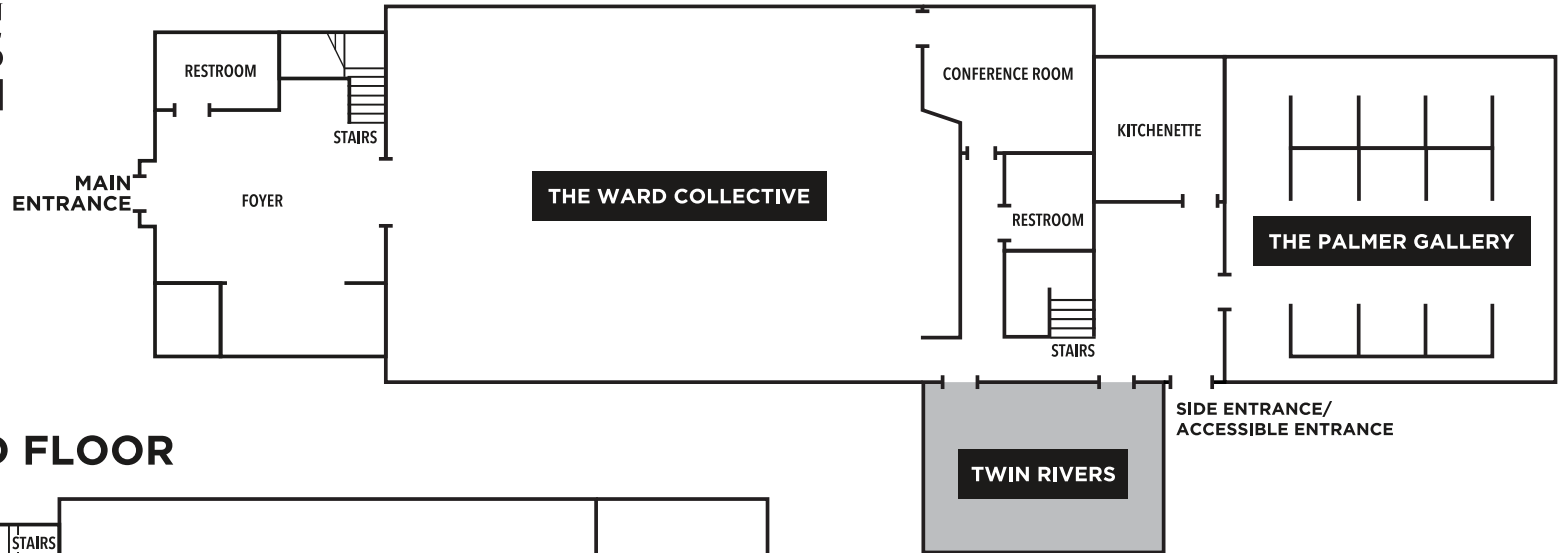 RESTROOM
STAIRS
MAIN
ENTRANCE
FOYER
THE WARD COLLECTIVE
CONFERENCE ROOM
KITCHENETTE
RESTROOM
THE PALMER GALLERY
STAIRS
SIDE ENTRANCE/
ACCESSIBLE ENTRANCE
TWIN RIVERS
FLOOR
STAIRS